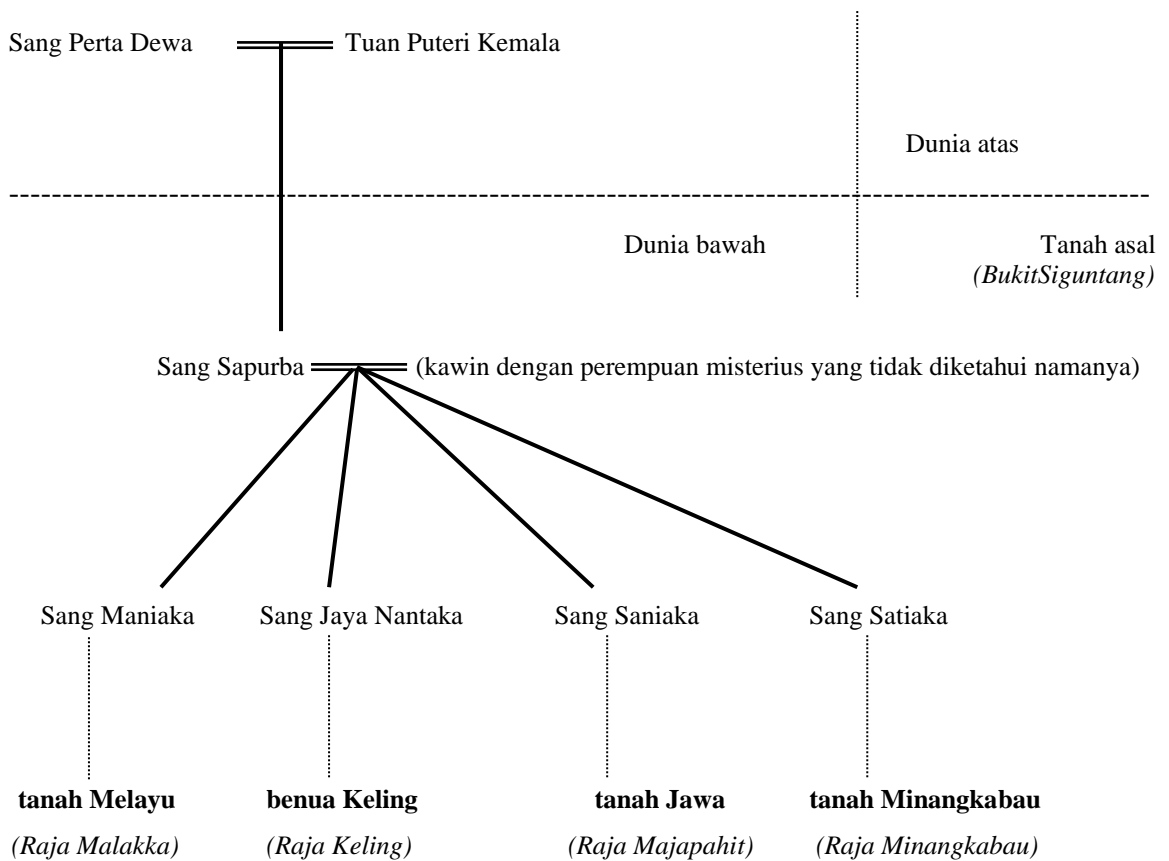 Sang Perta Dewa Tuan Puteri Kemala
Dunia atas
Dunia bawah Tanah asal
(BukitSiguntang)
Sang Sapurba (kawin dengan perempuan misterius yang tidak diketahui namanya)
Sang Maniaka Sang Jaya Nantaka Sang Saniaka Sang Satiaka
tanah Melayu benua Keling tanah Jawa tanah Minangkabau
(Raja Malakka) (Raja Keling) (Raja Majapahit) (Raja Minangkabau)